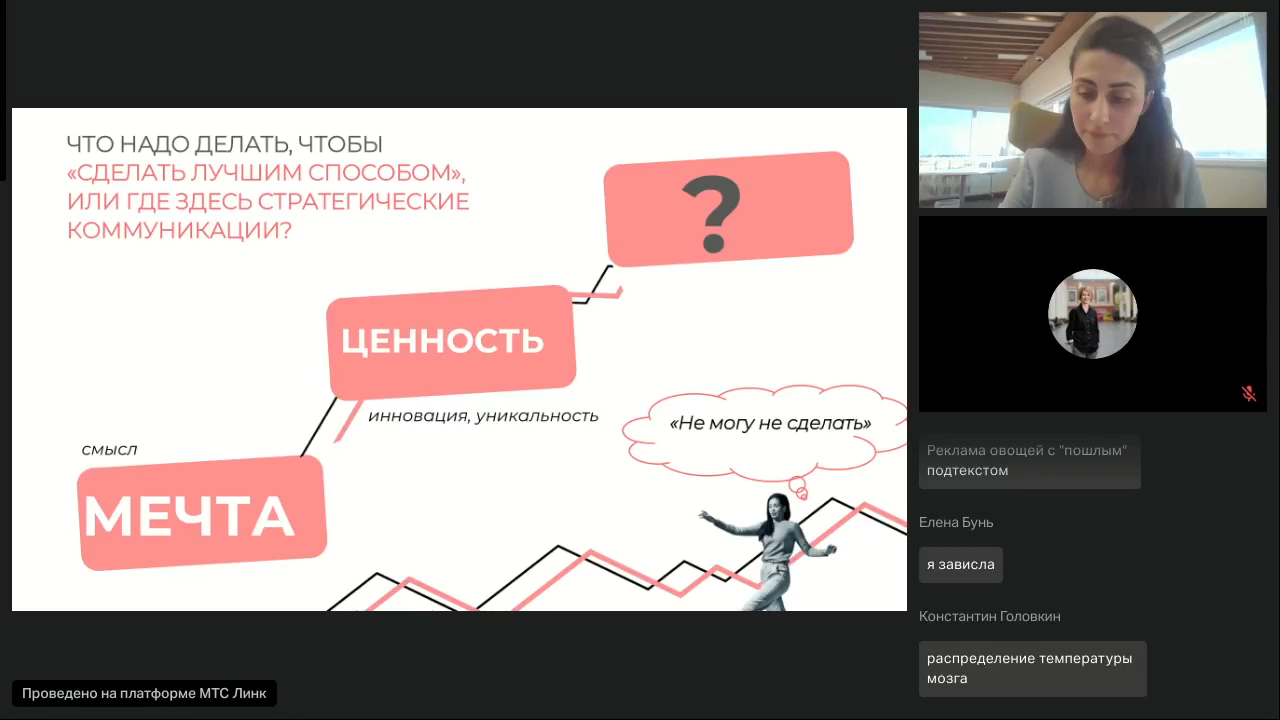 ЧТО НАДО ДЕЛАТЬ, ЧТОБЫ
«СДЕЛАТЬ ЛУЧШИМ СПОСОБОМ»,
ИЛИ ГДЕ ЗДЕСЬ СТРАТЕГИЧЕСКИЕ
КОММУНИКАЦИИ?
?
ЦЕННОСТЬ
инновация, уникальность
«Не могу не сделать»
смысл
МЕЧТА
Проведено на платформе МТС Линк
Реклама овощей с "пошлым"
подтекстом
Елена Бунь
я зависла
Константин Головкин
распределение температуры
мозга